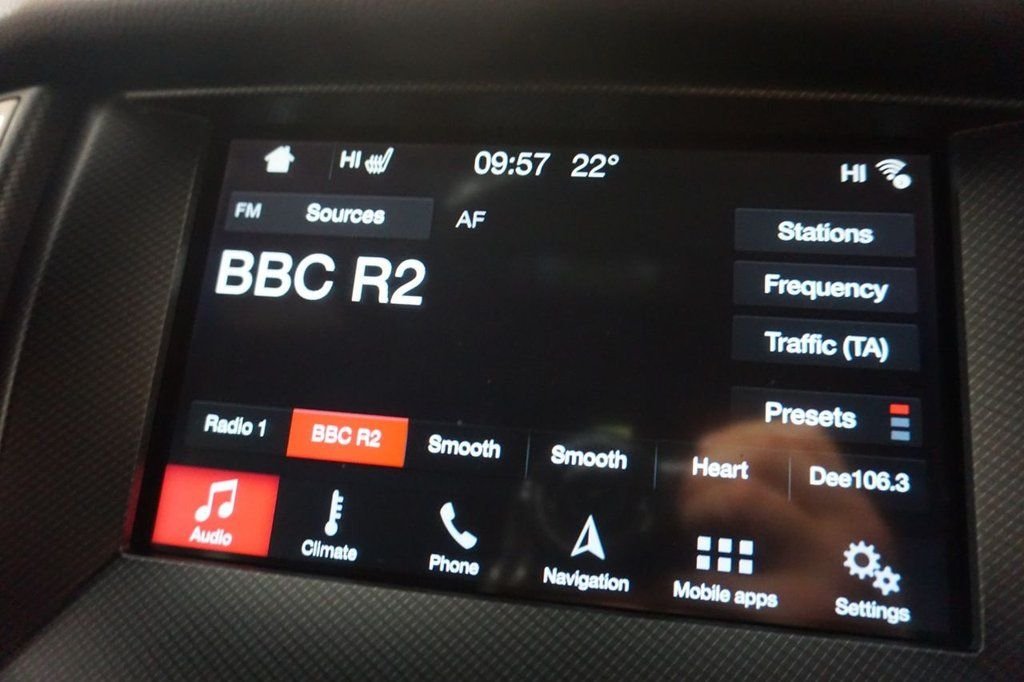 HI 09:57 22° HI
FM Sources AF
Stations
BBC R2
Frequency
Traffic (TA)
Presets
Radio 1 BBC R2 Smooth Smooth Heart Dee106.3
Audio Climate Phone Navigation Mobile apps Settings